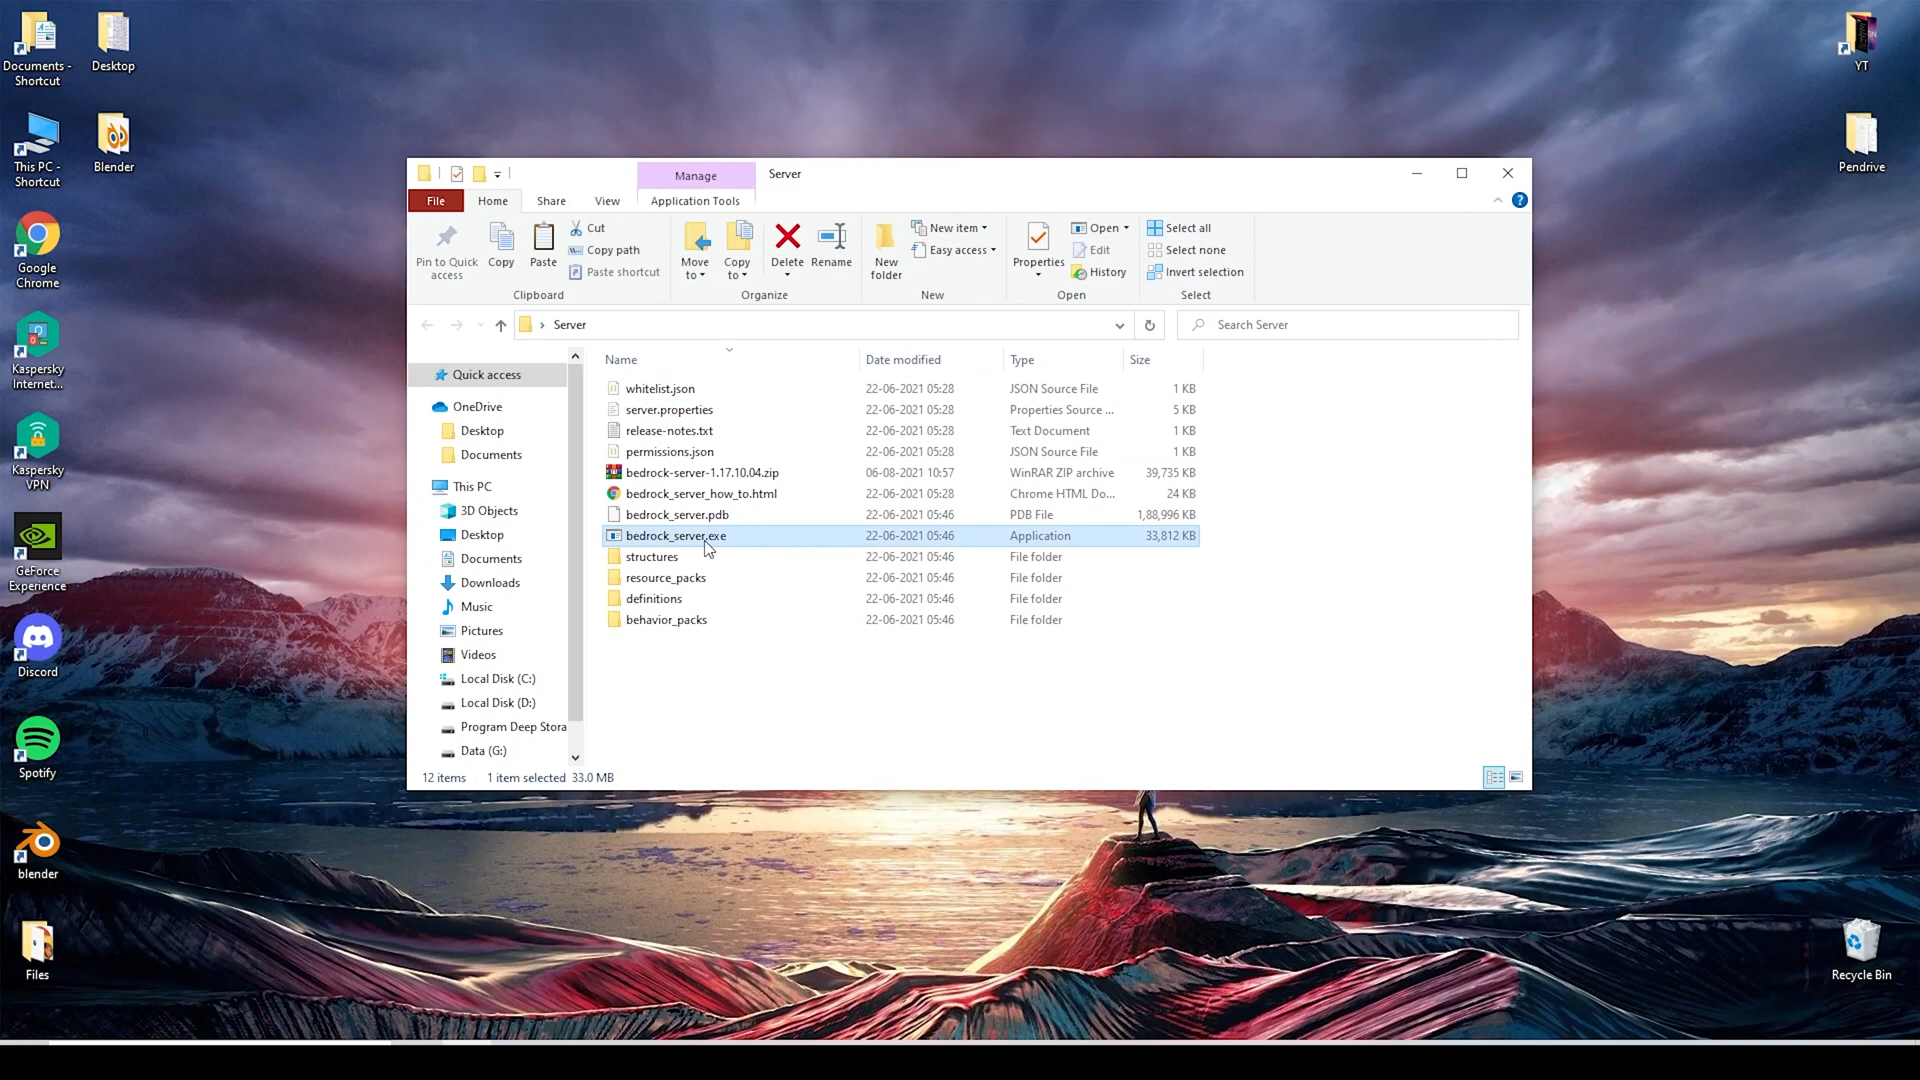 Documents -
Shortcut
Desktop
This PC -
Shortcut
Blender
Google
Chrome
Kaspersky
Internet...
Kaspersky
VPN
GeForce
Experience
Discord
Spotify
blender
Files
YT
Pendrive
Recycle Bin
Manage
Server
File
Home
Share
View
Application Tools
Pin to Quick
access
Copy
Paste
Cut
Copy path
Paste shortcut
Clipboard
Move
to
Copy
to
Delete
Rename
Organize
New
folder
New item
Easy access
New
Properties
Open
Edit
History
Open
Select all
Select none
Invert selection
Select
Server
Search Server
Quick access
OneDrive
Desktop
Documents
This PC
3D Objects
Desktop
Documents
Downloads
Music
Pictures
Videos
Local Disk (C:)
Local Disk (D:)
Program Deep Stora
Data (G:)
Name Date modified Type Size
whitelist.json 22-06-2021 05:28 JSON Source File 1 KB
server.properties 22-06-2021 05:28 Properties Source ... 5 KB
release-notes.txt 22-06-2021 05:28 Text Document 1 KB
permissions.json 22-06-2021 05:28 JSON Source File 1 KB
bedrock-server-1.17.10.04.zip 06-08-2021 10:57 WinRAR ZIP archive 39,735 KB
bedrock_server_how_to.html 22-06-2021 05:28 Chrome HTML Do... 24 KB
bedrock_server.pdb 22-06-2021 05:46 PDB File 1,88,996 KB
bedrock_server.exe 22-06-2021 05:46 Application 33,812 KB
structures 22-06-2021 05:46 File folder
resource_packs 22-06-2021 05:46 File folder
definitions 22-06-2021 05:46 File folder
behavior_packs 22-06-2021 05:46 File folder
12 items 1 item selected 33.0 MB